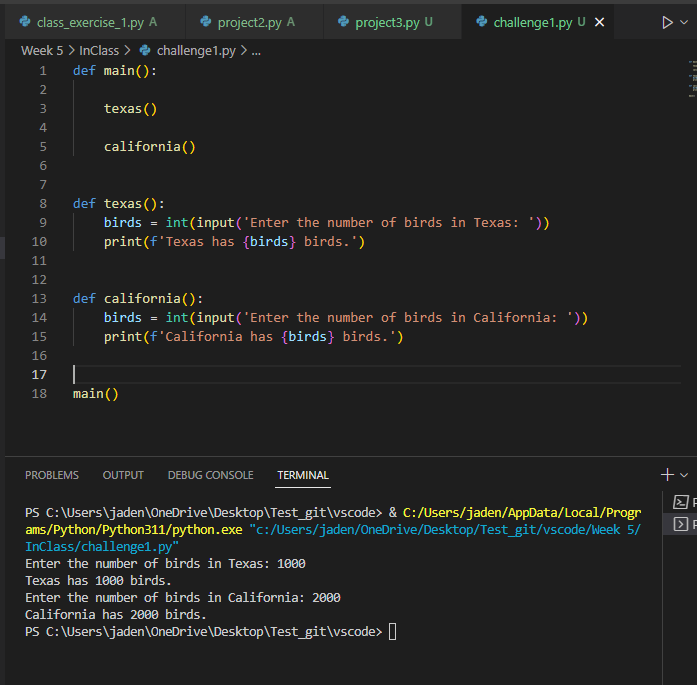 class_exercise_1.py A project2.py A project3.py U challenge1.py U
Week 5 > InClass > challenge1.py > ...
1 def main():
2
3     texas()
4
5     california()
6
7
8 def texas():
9     birds = int(input('Enter the number of birds in Texas: '))
10     print(f'Texas has {birds} birds.')
11
12
13 def california():
14     birds = int(input('Enter the number of birds in California: '))
15     print(f'California has {birds} birds.')
16
17
18 main()
PROBLEMS OUTPUT DEBUG CONSOLE TERMINAL
PS C:\Users\jaden\OneDrive\Desktop\Test_git\vscode> & C:/Users/jaden/AppData/Local/Progr
ams/Python/Python311/python.exe "c:/Users/jaden/OneDrive/Desktop/Test_git/vscode/Week 5/
InClass/challenge1.py"
Enter the number of birds in Texas: 1000
Texas has 1000 birds.
Enter the number of birds in California: 2000
California has 2000 birds.
PS C:\Users\jaden\OneDrive\Desktop\Test_git\vscode>